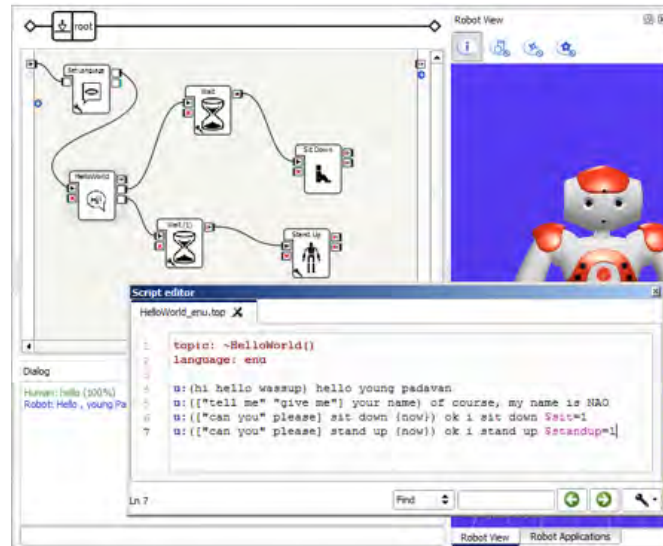 root
Robot View
Set Language
Wait
Sit Down
HelloWorld
Hi!
Wait (1)
Stand Up
Script editor
HelloWorld_enu.top
1 topic: ~HelloWorld()
2 language: enu
3
4 u:(hi hello wassup) hello young padavan
5 u:(["tell me" "give me"] your name) of course, my name is NAO
6 u:(["can you" please] sit down {now}) ok i sit down $sit=1
7 u:(["can you" please] stand up {now}) ok i stand up $standup=1
Dialog
Human: hello (100%)
Robot: Hello , young Pa
Ln 7
Find
Robot View
Robot Applications